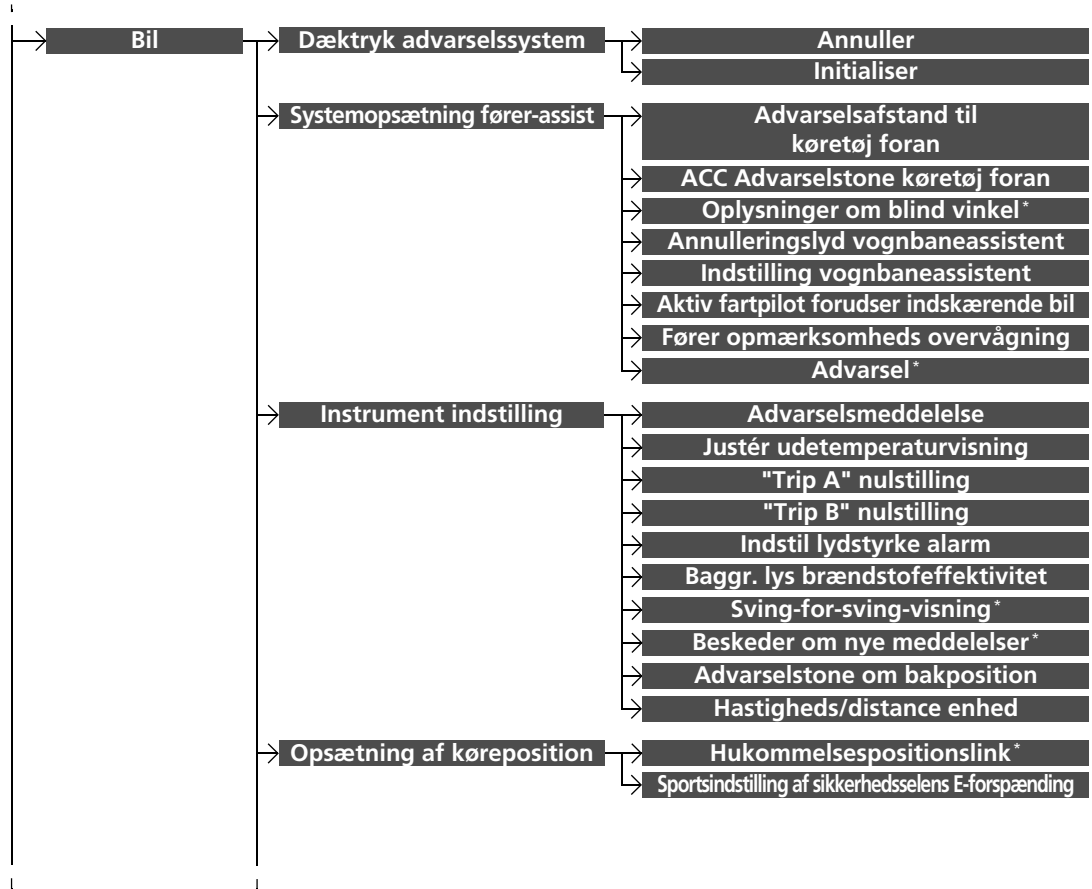 Bil
Dæktryk advarselssystem
Annuller
Initialiser
Systemopsætning fører-assist
Advarselsafstand til
køretøj foran
ACC Advarselstone køretøj foran
Oplysninger om blind vinkel*
Annulleringslyd vognbaneassistent
Indstilling vognbaneassistent
Aktiv fartpilot forudser indskærende bil
Fører opmærksomheds overvågning
Advarsel*
Instrument indstilling
Advarselsmeddelelse
Justér udetemperaturvisning
"Trip A" nulstilling
"Trip B" nulstilling
Indstil lydstyrke alarm
Baggr. lys brændstofeffektivitet
Sving-for-sving-visning*
Beskeder om nye meddelelser*
Advarselstone om bakposition
Hastigheds/distance enhed
Opsætning af køreposition
Hukommelsespositionslink*
Sportsindstilling af sikkerhedsselens E-forspænding